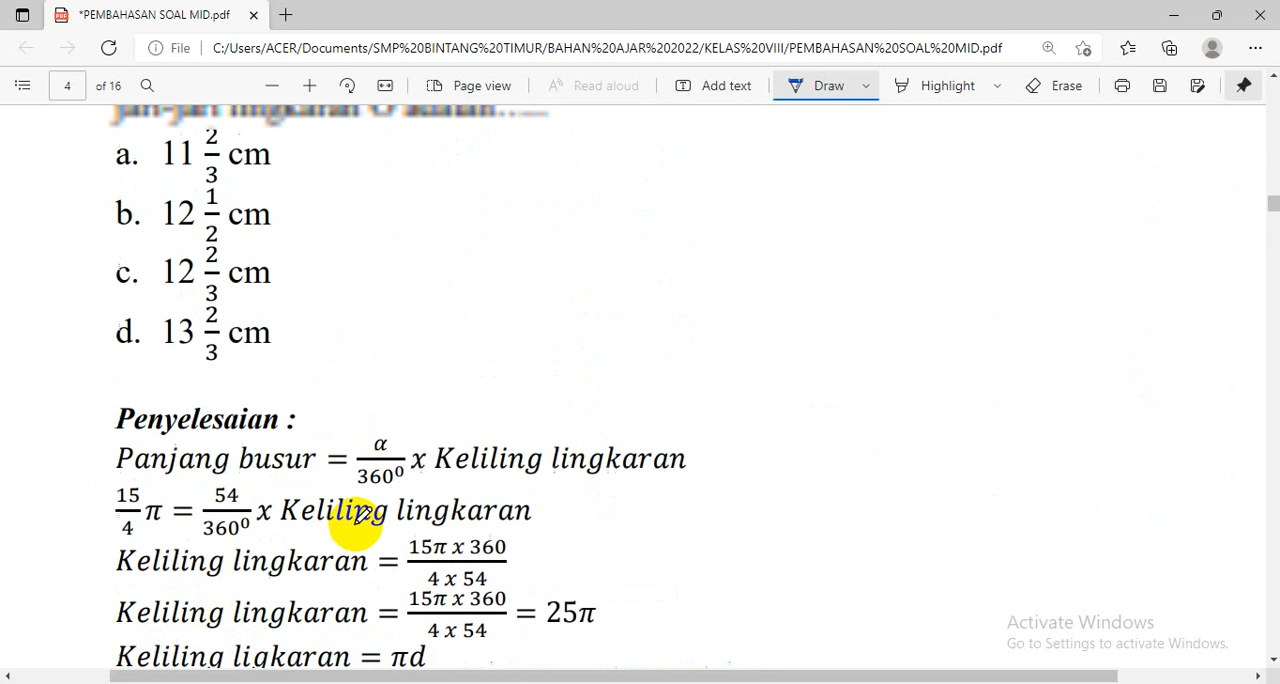 *PEMBAHASAN SOAL MID.pdf
File C:/Users/ACER/Documents/SMP%20BINTANG%20TIMUR/BAHAN%20AJAR%202022/KELAS%20VIII/PEMBAHASAN%20SOAL%20MID.pdf
4 of 16 Page view Read aloud Add text Draw Highlight Erase
jari-jari lingkaran O adalah……
a. 11 2/3 cm
b. 12 1/2 cm
c. 12 2/3 cm
d. 13 2/3 cm
Penyelesaian :
Panjang busur = α/360⁰ x Keliling lingkaran
15/4 π = 54/360⁰ x Keliling lingkaran
Keliling lingkaran = 15π x 360 / 4 x 54
Keliling lingkaran = 15π x 360 / 4 x 54 = 25π
Keliling ligkaran = πd
Activate Windows
Go to Settings to activate Windows.